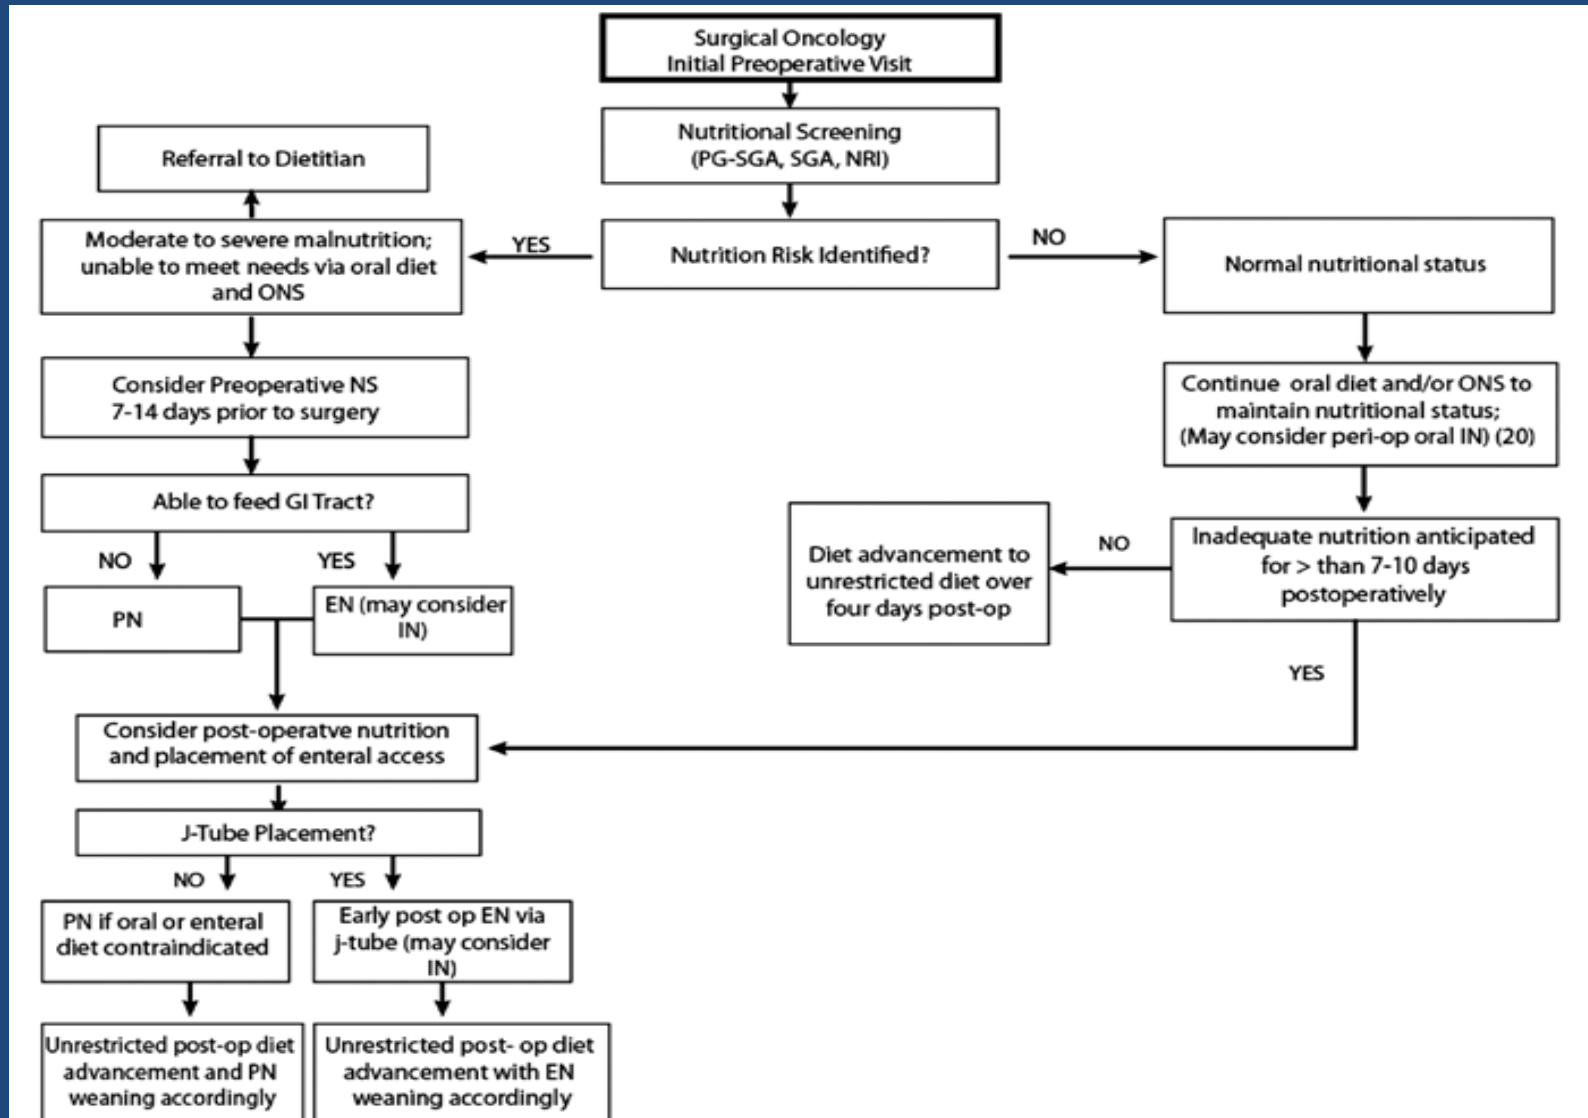 Surgical Oncology
Initial Preoperative Visit
Nutritional Screening
(PG-SGA, SGA, NRI)
Referral to Dietitian
Moderate to severe malnutrition;
unable to meet needs via oral diet
and ONS
YES
Nutrition Risk Identified?
NO
Normal nutritional status
Consider Preoperative NS
7-14 days prior to surgery
Continue oral diet and/or ONS to
maintain nutritional status;
(May consider peri-op oral IN) (20)
Able to feed GI Tract?
NO
YES
PN
EN (may consider
IN)
Diet advancement to
unrestricted diet over
four days post-op
NO
Inadequate nutrition anticipated
for > than 7-10 days
postoperatively
YES
Consider post-operatve nutrition
and placement of enteral access
J-Tube Placement?
NO
YES
PN if oral or enteral
diet contraindicated
Early post op EN via
j-tube (may consider
IN)
Unrestricted post-op diet
advancement and PN
weaning accordingly
Unrestricted post- op diet
advancement with EN
weaning accordingly